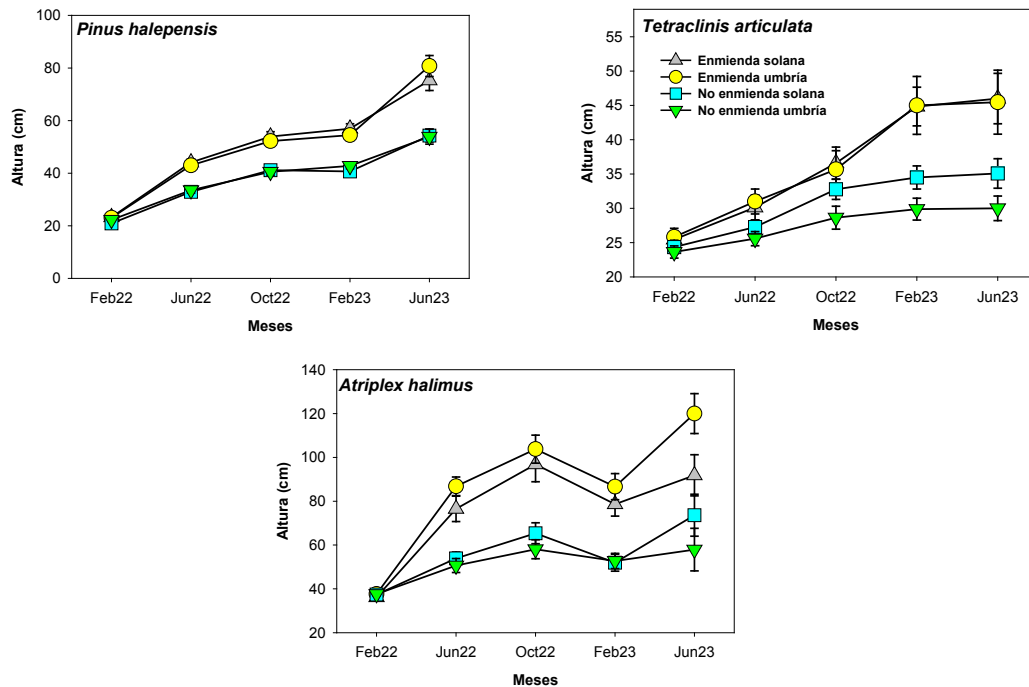 Pinus halepensis
100
80
60
40
20
0
Altura (cm)
Feb22 Jun22 Oct22 Feb23 Jun23
Meses
Tetraclinis articulata
Enmienda solana
Enmienda umbría
No enmienda solana
No enmienda umbría
55
50
45
40
35
30
25
20
Altura (cm)
Feb22 Jun22 Oct22 Feb23 Jun23
Meses
Atriplex halimus
140
120
100
80
60
40
20
Altura (cm)
Feb22 Jun22 Oct22 Feb23 Jun23
Meses